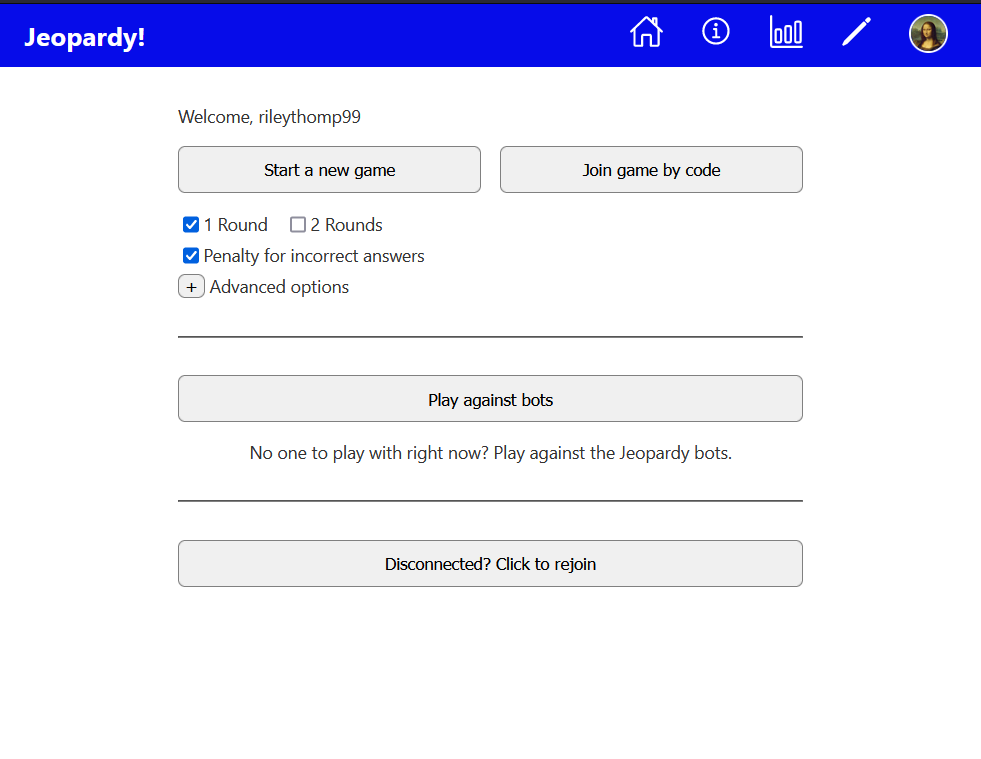 Jeopardy!
Welcome, rileythomp99
Start a new game
Join game by code
1 Round
2 Rounds
Penalty for incorrect answers
+ Advanced options
Play against bots
No one to play with right now? Play against the Jeopardy bots.
Disconnected? Click to rejoin